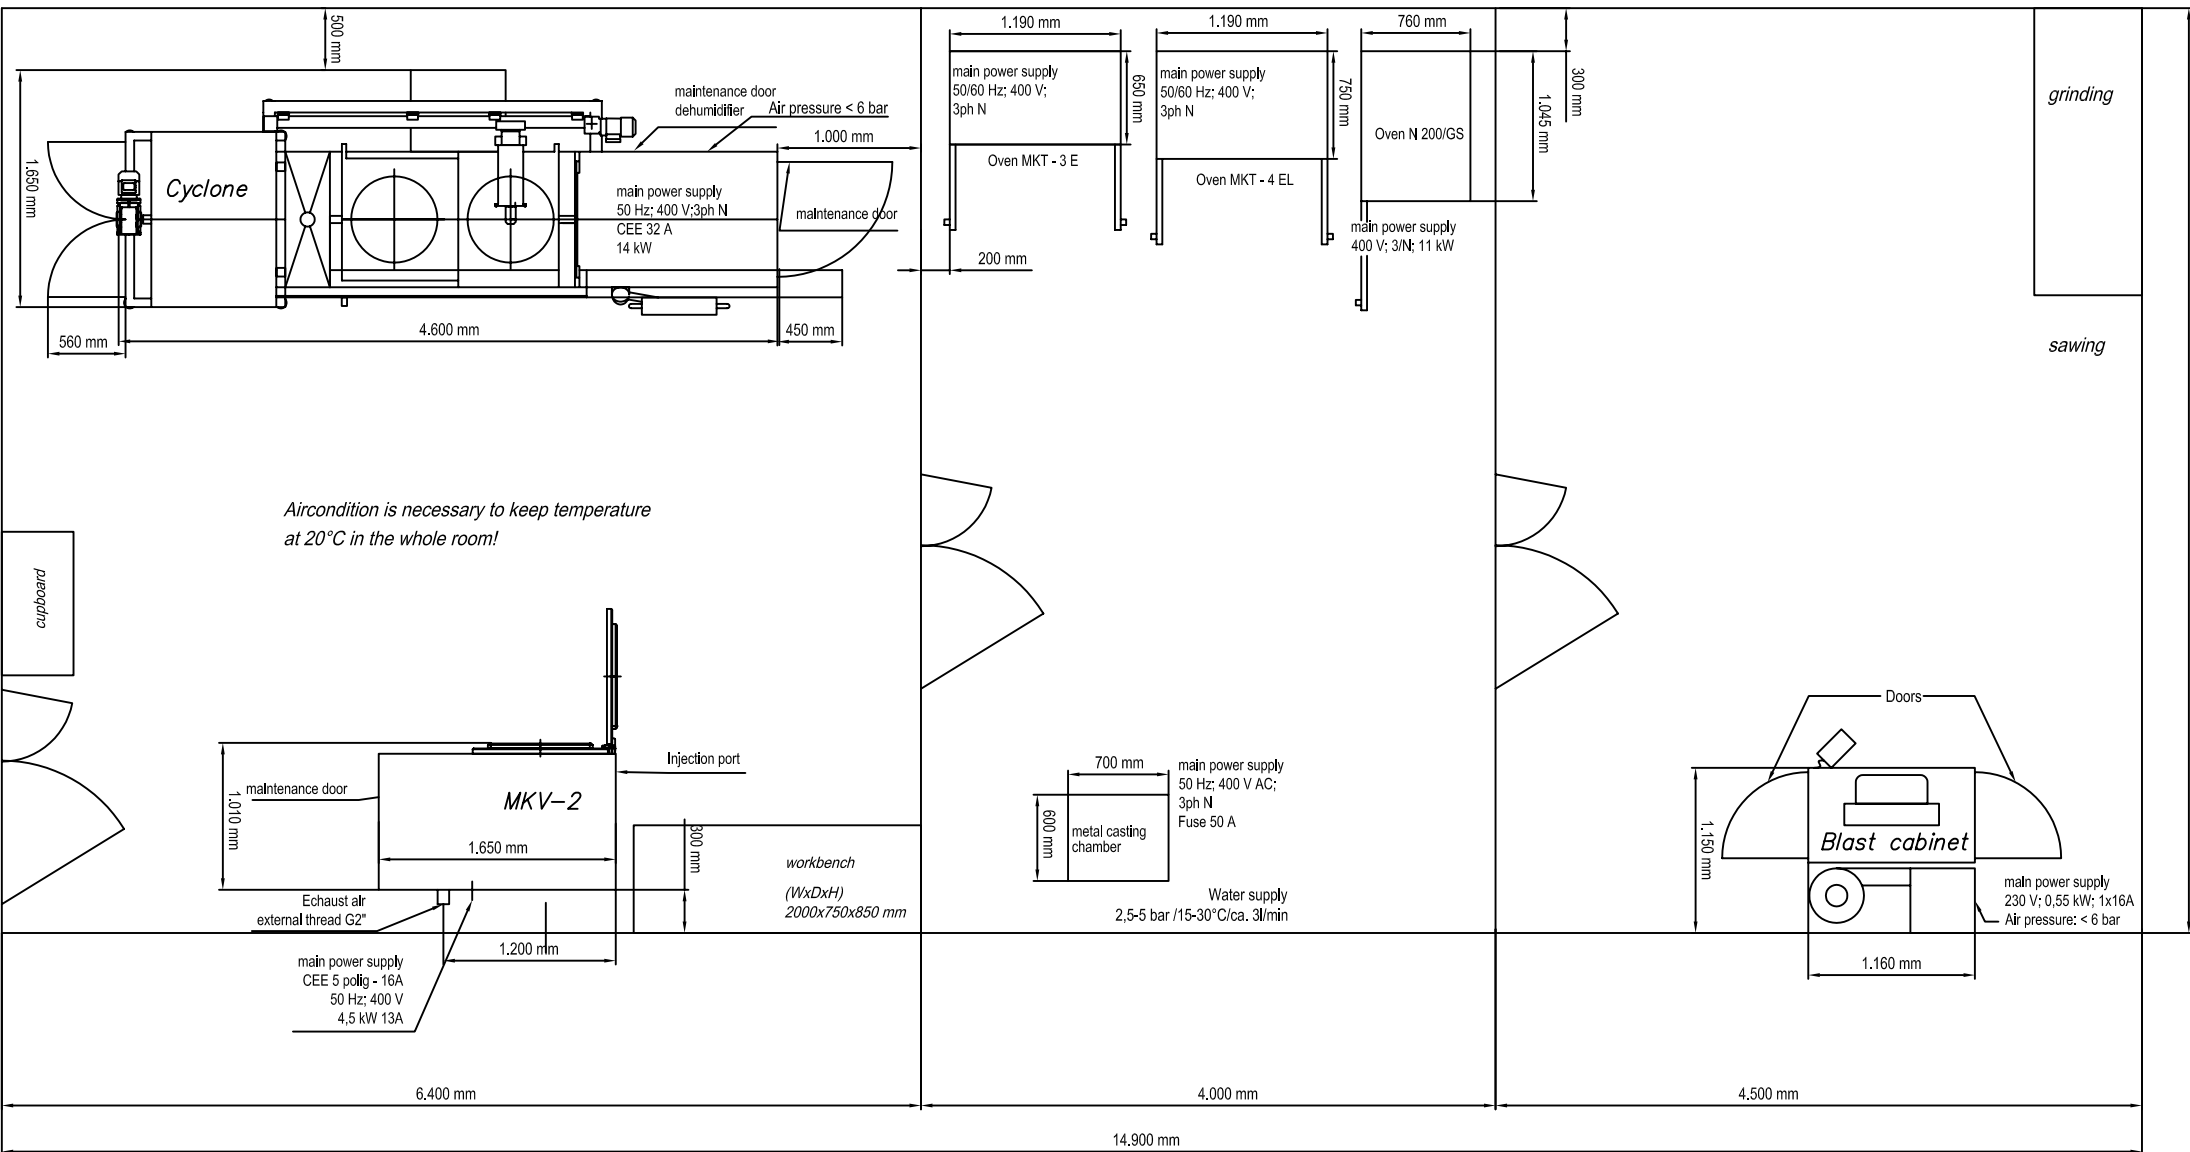 500 mm
1.650 mm
Cyclone
maintenance door
dehumidifier
Air pressure < 6 bar
1.000 mm
main power supply
50 Hz; 400 V;3ph N
CEE 32 A
14 kW
maintenance door
560 mm
4.600 mm
450 mm
1.190 mm
main power supply
50/60 Hz; 400 V;
3ph N
650 mm
Oven MKT - 3 E
200 mm
1.190 mm
main power supply
50/60 Hz; 400 V;
3ph N
750 mm
Oven MKT - 4 EL
760 mm
Oven N 200/GS
1.045 mm
300 mm
main power supply
400 V; 3/N; 11 kW
grinding
sawing
Aircondition is necessary to keep temperature
at 20°C in the whole room!
cupboard
1.010 mm
maintenance door
MKV-2
Injection port
1.650 mm
300 mm
workbench
(WxDxH)
2000x750x850 mm
Echaust air
external thread G2"
1.200 mm
main power supply
CEE 5 polig - 16A
50 Hz; 400 V
4,5 kW 13A
700 mm
600 mm
metal casting
chamber
main power supply
50 Hz; 400 V AC;
3ph N
Fuse 50 A
Water supply
2,5-5 bar /15-30°C/ca. 3l/min
Doors
1.150 mm
Blast cabinet
main power supply
230 V; 0,55 kW; 1x16A
Air pressure: < 6 bar
1.160 mm
6.400 mm
4.000 mm
4.500 mm
14.900 mm